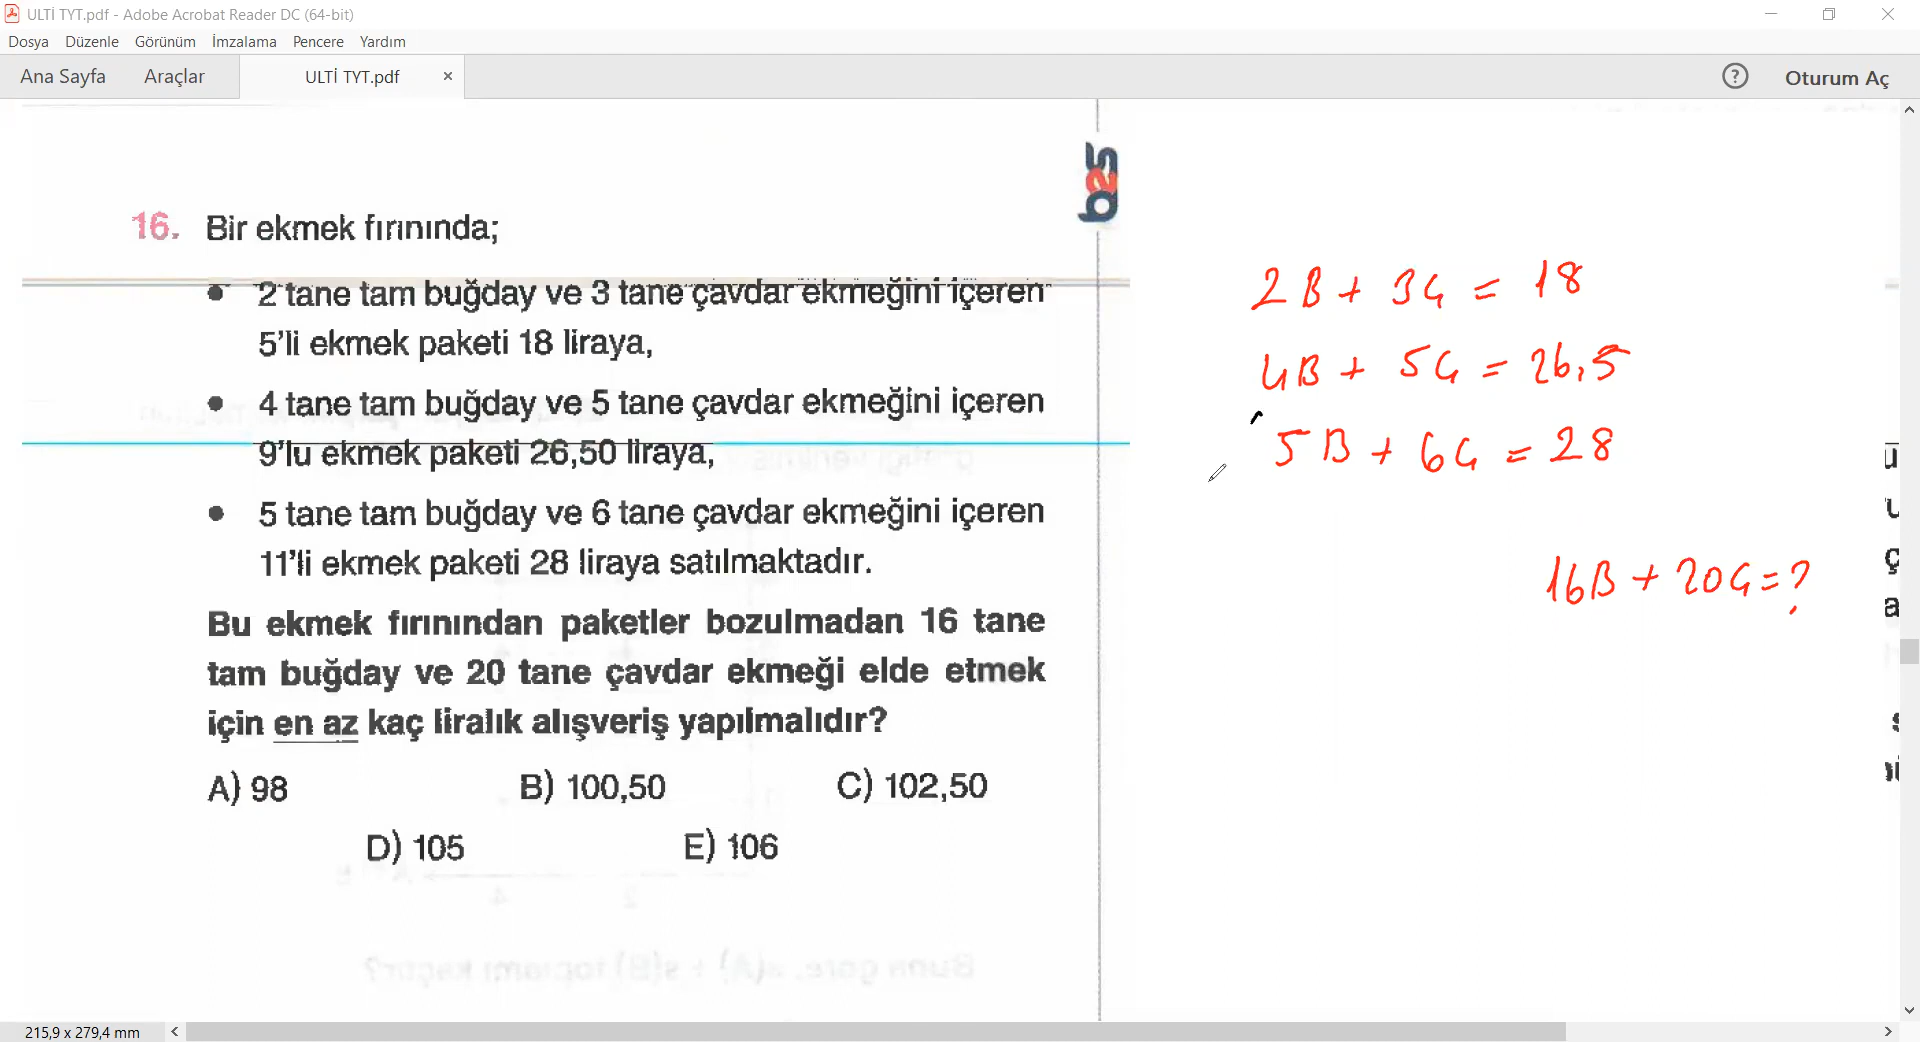 ULTİ TYT.pdf - Adobe Acrobat Reader DC (64-bit)
Dosya Düzenle Görünüm İmzalama Pencere Yardım
Ana Sayfa Araçlar ULTİ TYT.pdf × ? Oturum Aç
b2s
16. Bir ekmek fırınında;
• 2 tane tam buğday ve 3 tane çavdar ekmeğini içeren
5'li ekmek paketi 18 liraya,
• 4 tane tam buğday ve 5 tane çavdar ekmeğini içeren
9'lu ekmek paketi 26,50 liraya,
• 5 tane tam buğday ve 6 tane çavdar ekmeğini içeren
11'li ekmek paketi 28 liraya satılmaktadır.
Bu ekmek fırınından paketler bozulmadan 16 tane
tam buğday ve 20 tane çavdar ekmeği elde etmek
için en az kaç liralık alışveriş yapılmalıdır?
A) 98 B) 100,50 C) 102,50
D) 105 E) 106
2B + 3G = 18
4B + 5G = 26,5
5B + 6G = 28
16B + 20G = ?
Buna göre, s(A) + s(B) toplamı kaçtır?
215,9 x 279,4 mm